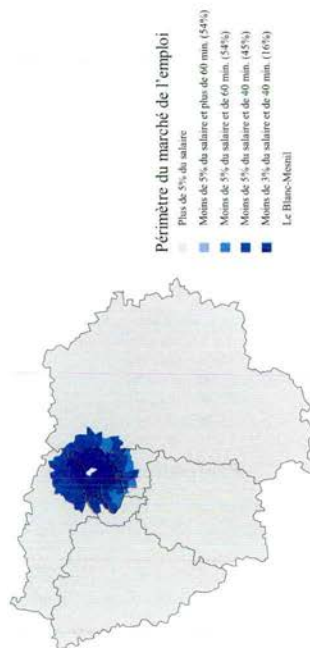 Périmètre du marché de l'emploi
Plus de 5% du salaire
Moins de 5% du salaire et plus de 60 min. (54%)
Moins de 5% du salaire et de 60 min. (54%)
Moins de 5% du salaire et de 40 min. (45%)
Moins de 3% du salaire et de 40 min. (16%)
Le Blanc-Mesnil